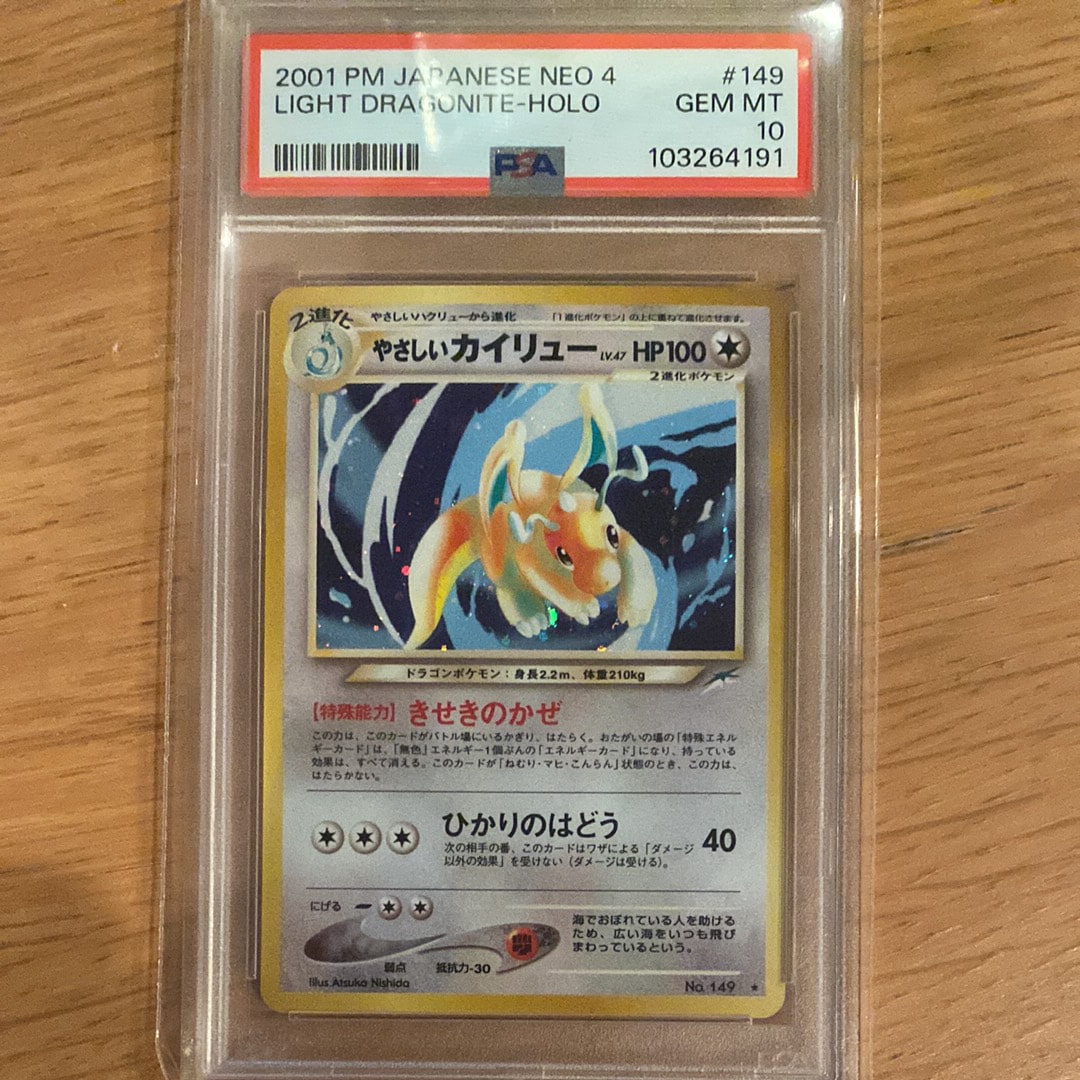 2001 PM JAPANESE NEO 4 #149
LIGHT DRAGONITE-HOLO GEM MT
10
PSA 103264191
2進化 やさしいハクリューから進化 「1進化ポケモン」の上に重ねて進化させます。
やさしいカイリュー LV.47 HP100
2進化ポケモン
ドラゴンポケモン:身長2.2m、体重210kg
【特殊能力】きせきのかぜ
この力は、このカードがバトル場にいるかぎり、はたらく。おたがいの場の「特殊エネル
ギーカード」は、「無色」エネルギー1個ぶんの「エネルギーカード」になり、持っている
効果は、すべて消える。このカードが「ねむり・マヒ・こんらん」状態のとき、この力は、
はたらかない。
ひかりのはどう 40
次の相手の番、このカードはワザによる「ダメージ
以外の効果」を受けない(ダメージは受ける)。
にげる
弱点 抵抗力-30
海でおぼれている人を助ける
ため、広い海をいつも飛び
まわっているという。
Illus. Atsuko Nishida No. 149 ★